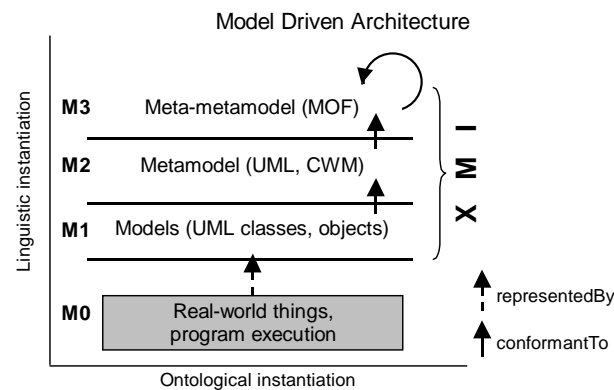 Model Driven Architecture
M3 Meta-metamodel (MOF)
M2 Metamodel (UML, CWM)
M1 Models (UML classes, objects)
M0 Real-world things,
program execution
XMI
representedBy
conformantTo
Linguistic instantiation
Ontological instantiation